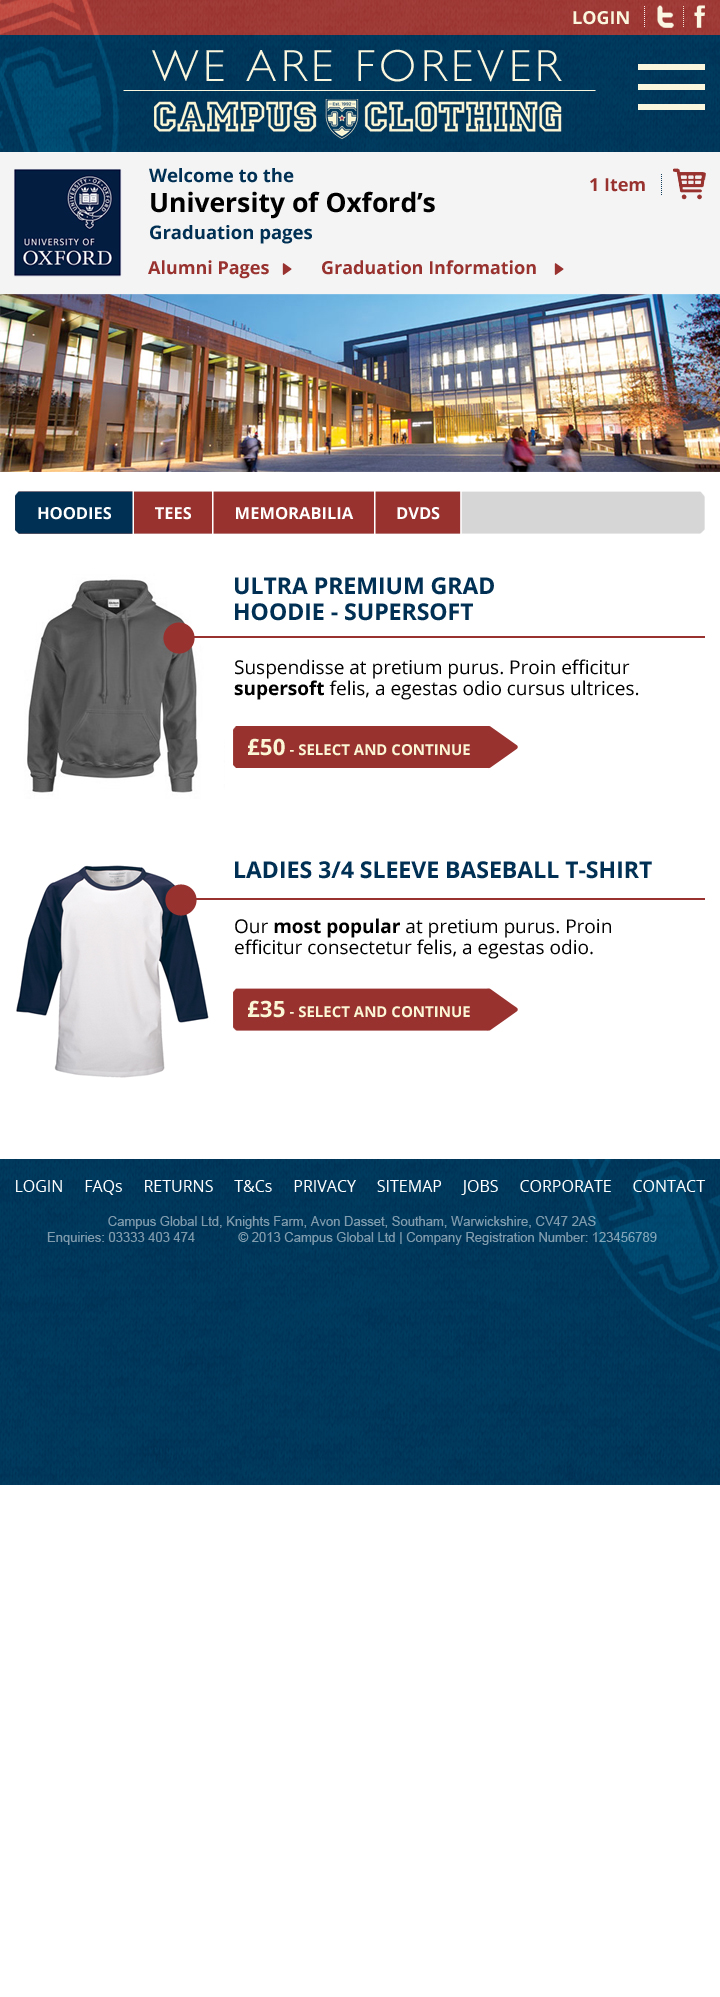 LOGIN
WE ARE FOREVER
CAMPUS CLOTHING
Est. 1992
Welcome to the
University of Oxford's
Graduation pages
1 Item
UNIVERSITY OF
OXFORD
Alumni Pages
Graduation Information
HOODIES TEES MEMORABILIA DVDS
ULTRA PREMIUM GRAD
HOODIE - SUPERSOFT
Suspendisse at pretium purus. Proin efficitur
supersoft felis, a egestas odio cursus ultrices.
£50 - SELECT AND CONTINUE
LADIES 3/4 SLEEVE BASEBALL T-SHIRT
Our most popular at pretium purus. Proin
efficitur consectetur felis, a egestas odio.
£35 - SELECT AND CONTINUE
LOGIN FAQs RETURNS T&Cs PRIVACY SITEMAP JOBS CORPORATE CONTACT
Campus Global Ltd, Knights Farm, Avon Dasset, Southam, Warwickshire, CV47 2AS
Enquiries: 03333 403 474 © 2013 Campus Global Ltd | Company Registration Number: 123456789